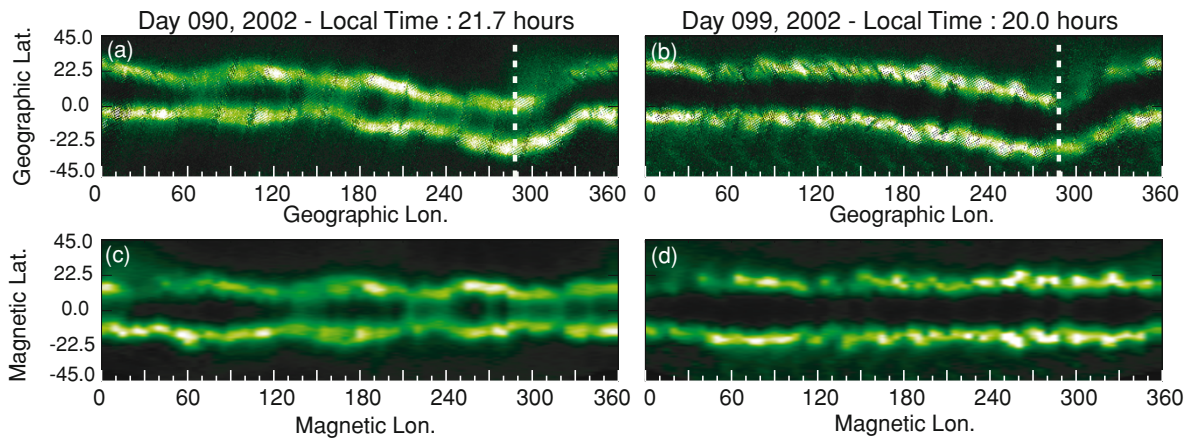 Day 090, 2002 - Local Time : 21.7 hours
Day 099, 2002 - Local Time : 20.0 hours
Geographic Lat.
45.0
22.5
0.0
-22.5
-45.0
(a)
(b)
0 60 120 180 240 300 360
0 60 120 180 240 300 360
Geographic Lon.
Geographic Lon.
Magnetic Lat.
45.0
22.5
0.0
-22.5
-45.0
(c)
(d)
0 60 120 180 240 300 360
0 60 120 180 240 300 360
Magnetic Lon.
Magnetic Lon.